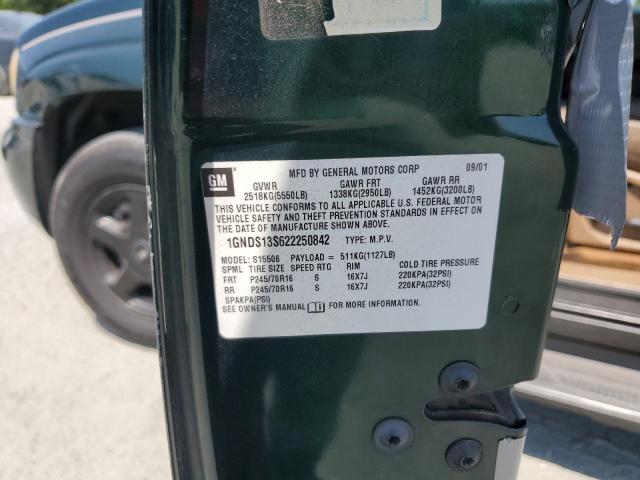 GM
MFD BY GENERAL MOTORS CORP 09/01
GVWR GAWR FRT GAWR RR
2518KG(5550LB) 1338KG(2950LB) 1452KG(3200LB)
THIS VEHICLE CONFORMS TO ALL APPLICABLE U.S. FEDERAL MOTOR
VEHICLE SAFETY AND THEFT PREVENTION STANDARDS IN EFFECT ON
THE DATE OF MANUFACTURE SHOWN ABOVE.
1GNDS13S622250842 TYPE: M.P.V.
MODEL: S15506 PAYLOAD = 511KG(1127LB)
SPML TIRE SIZE SPEED RTG RIM COLD TIRE PRESSURE
FRT P245/70R16 S 16X7J 220KPA(32PSI)
RR P245/70R16 S 16X7J 220KPA(32PSI)
SPAKPA(PSI)
SEE OWNER'S MANUAL FOR MORE INFORMATION.